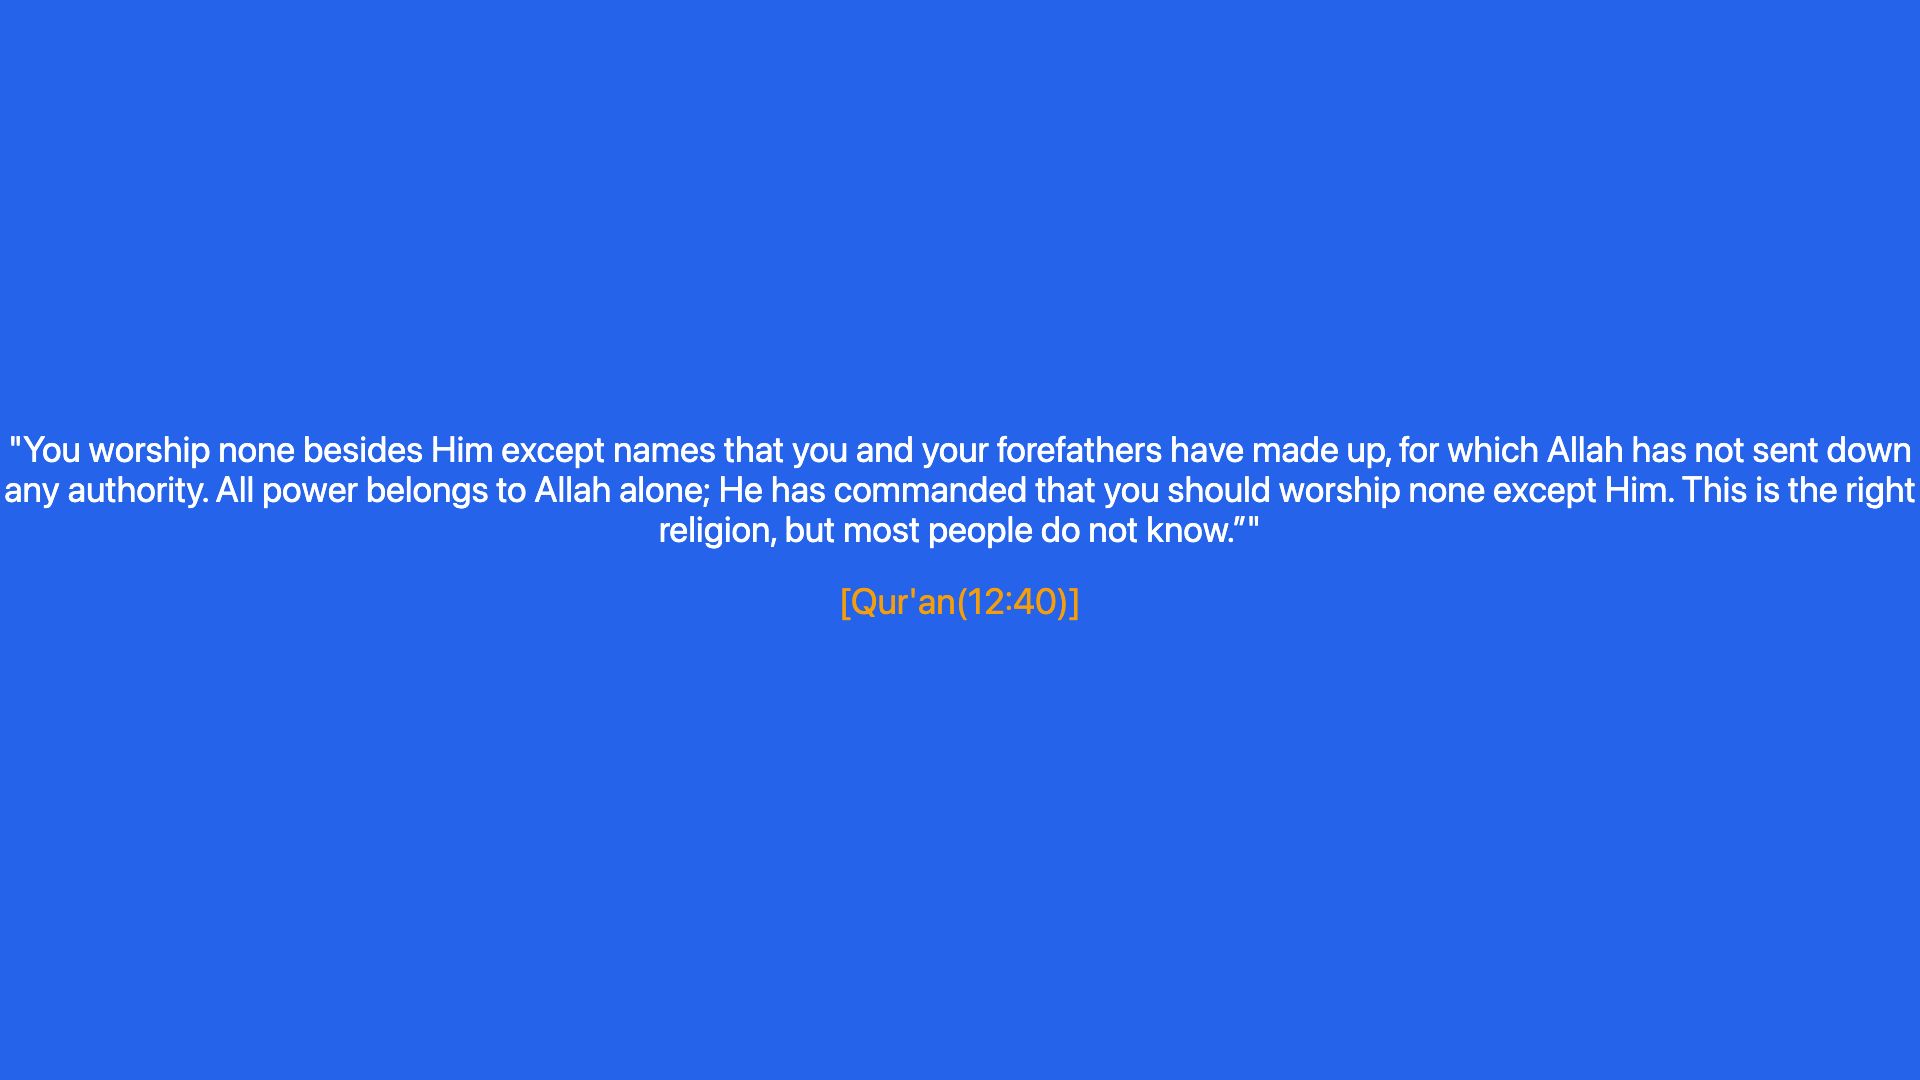 "You worship none besides Him except names that you and your forefathers have made up, for which Allah has not sent down
any authority. All power belongs to Allah alone; He has commanded that you should worship none except Him. This is the right
religion, but most people do not know.”"
[Qur'an(12:40)]